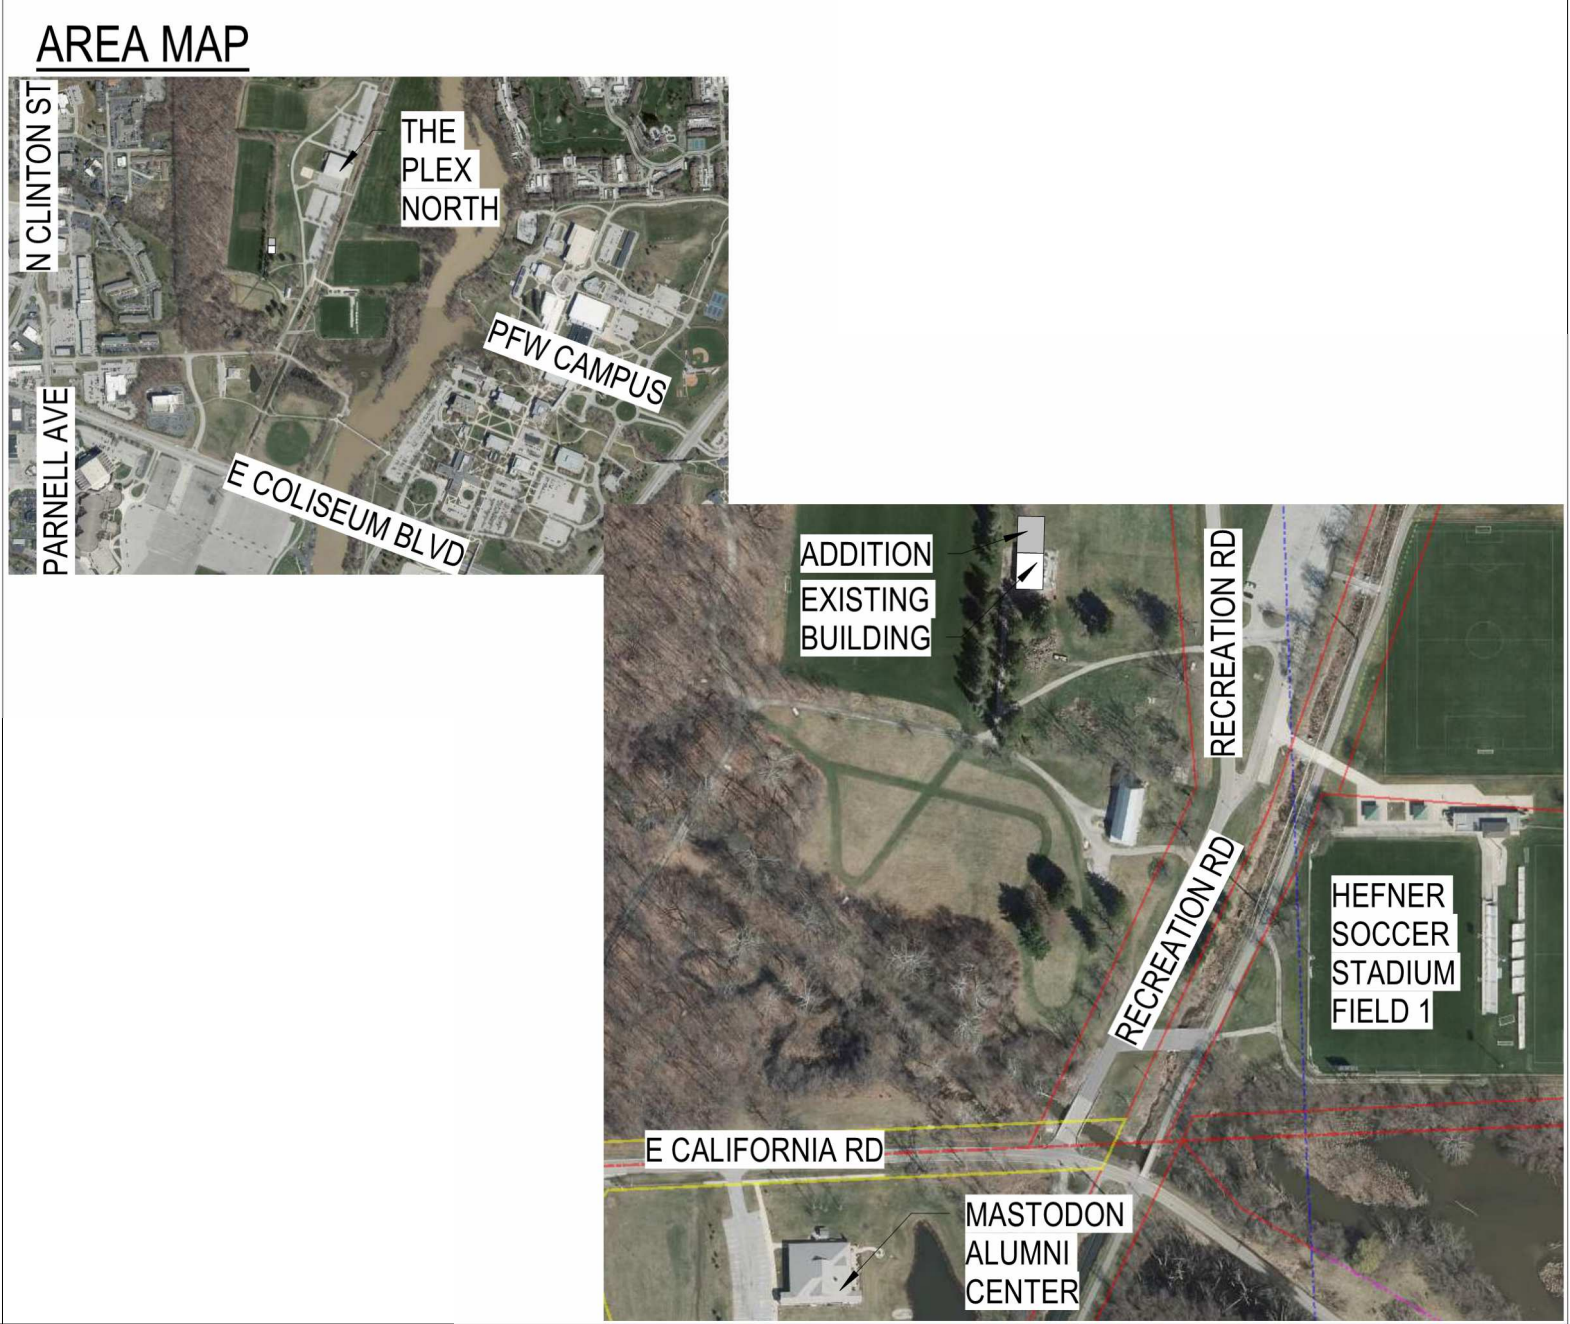 AREA MAP
N CLINTON ST
THE
PLEX
NORTH
PFW CAMPUS
PARNELL AVE
E COLISEUM BLVD
ADDITION
EXISTING
BUILDING
RECREATION RD
RECREATION RD
HEFNER
SOCCER
STADIUM
FIELD 1
E CALIFORNIA RD
MASTODON
ALUMNI
CENTER